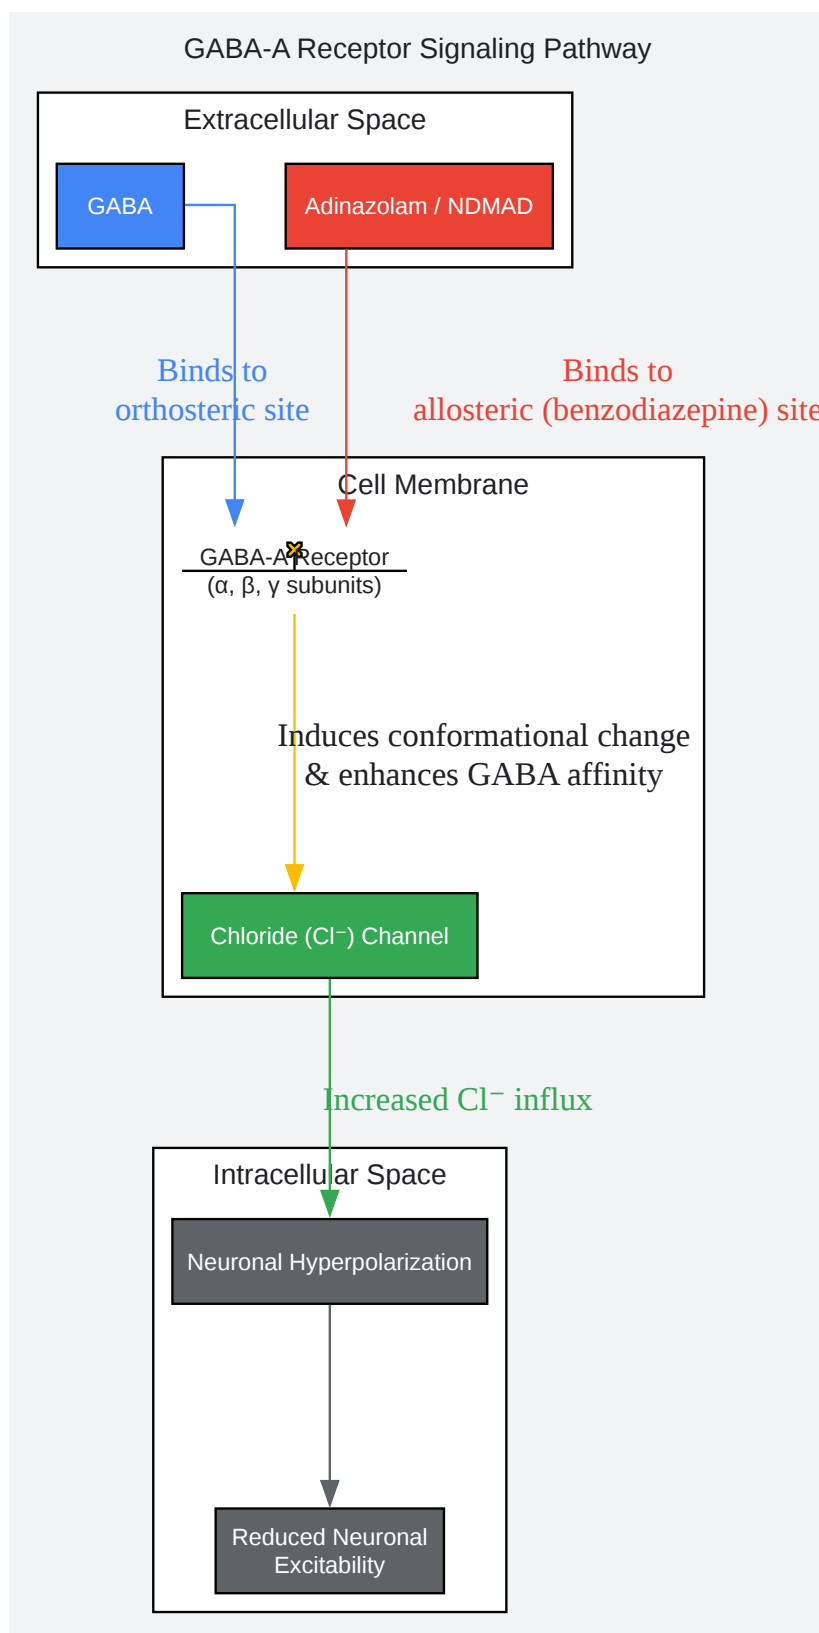 GABA-A Receptor Signaling Pathway
Extracellular Space
GABA
Adinazolam / NDMAD
Binds to
orthosteric site
Binds to
allosteric (benzodiazepine) site
Cell Membrane
GABA-A Receptor
(α, β, γ subunits)
Induces conformational change
& enhances GABA affinity
Chloride (Cl⁻) Channel
Increased Cl⁻ influx
Intracellular Space
Neuronal Hyperpolarization
Reduced Neuronal
Excitability